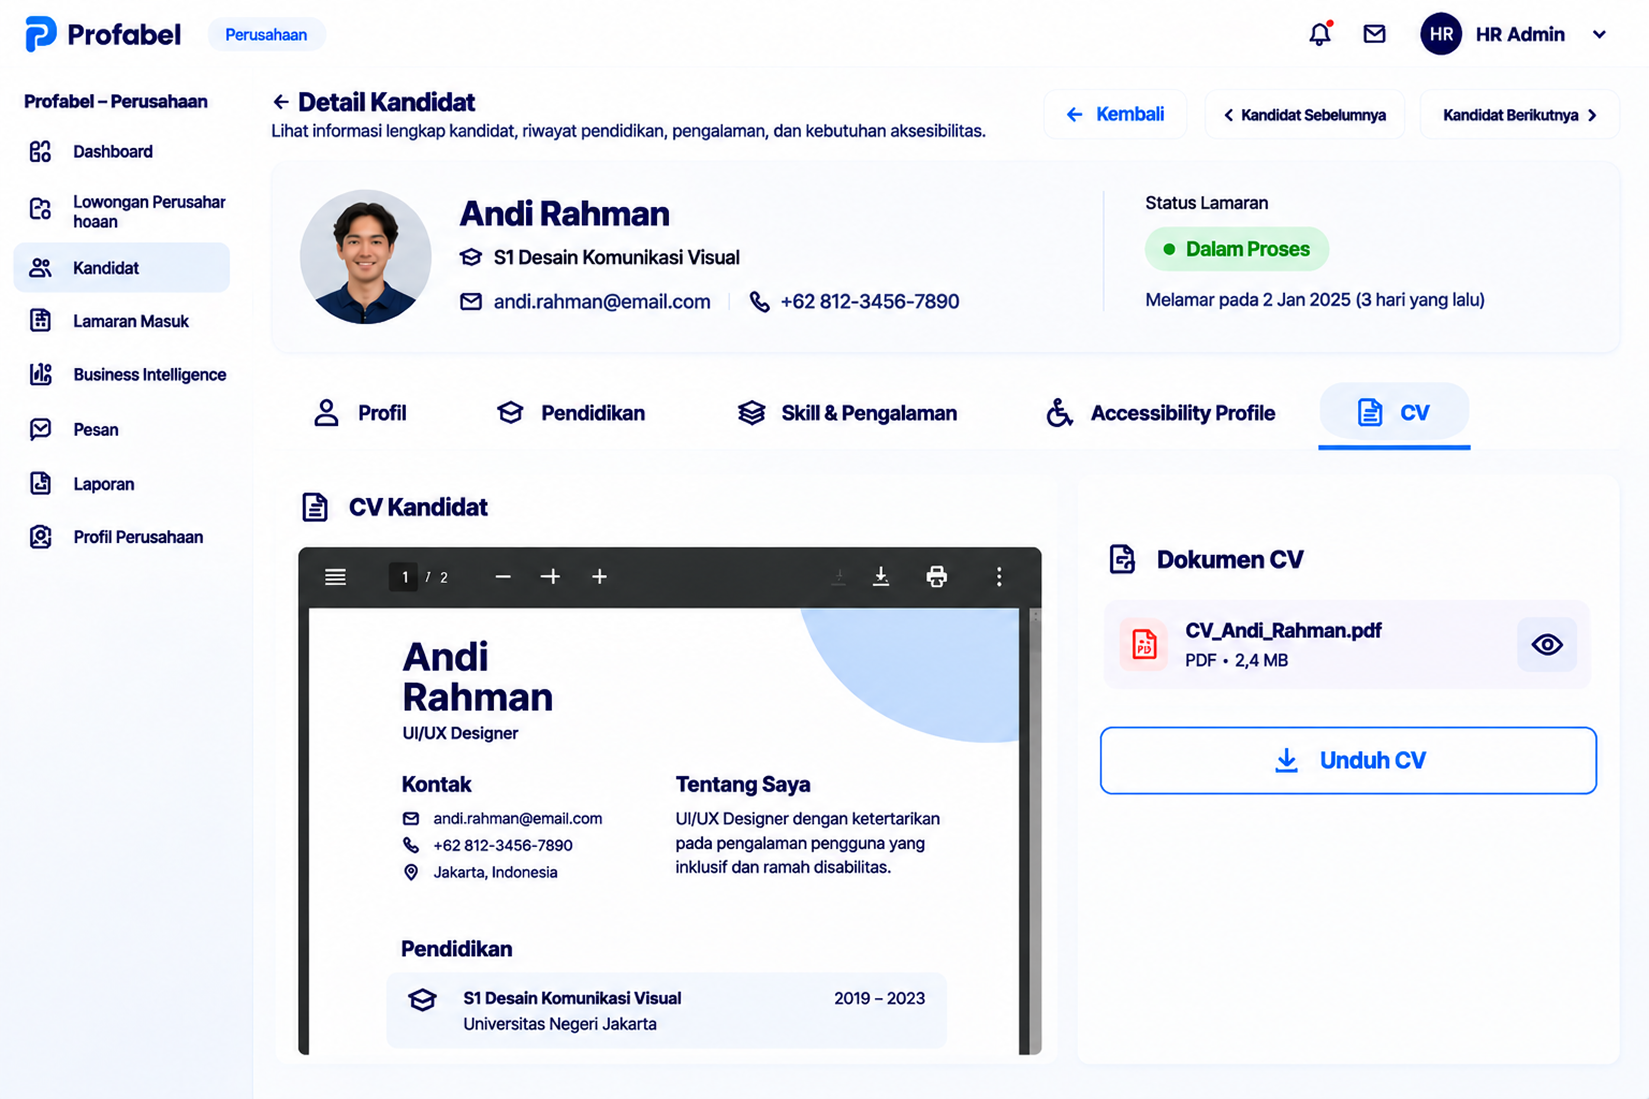 Profabel
Perusahaan
HR
HR Admin
Profabel – Perusahaan
Dashboard
Lowongan Perusahar
hoaan
Kandidat
Lamaran Masuk
Business Intelligence
Pesan
Laporan
Profil Perusahaan
← Detail Kandidat
Lihat informasi lengkap kandidat, riwayat pendidikan, pengalaman, dan kebutuhan aksesibilitas.
← Kembali
Kandidat Sebelumnya
Kandidat Berikutnya
Andi Rahman
S1 Desain Komunikasi Visual
andi.rahman@email.com
+62 812-3456-7890
Status Lamaran
Dalam Proses
Melamar pada 2 Jan 2025 (3 hari yang lalu)
Profil
Pendidikan
Skill & Pengalaman
Accessibility Profile
CV
CV Kandidat
1 / 2
Andi
Rahman
UI/UX Designer
Kontak
andi.rahman@email.com
+62 812-3456-7890
Jakarta, Indonesia
Tentang Saya
UI/UX Designer dengan ketertarikan
pada pengalaman pengguna yang
inklusif dan ramah disabilitas.
Pendidikan
S1 Desain Komunikasi Visual
2019 – 2023
Universitas Negeri Jakarta
Dokumen CV
CV_Andi_Rahman.pdf
PDF • 2,4 MB
Unduh CV